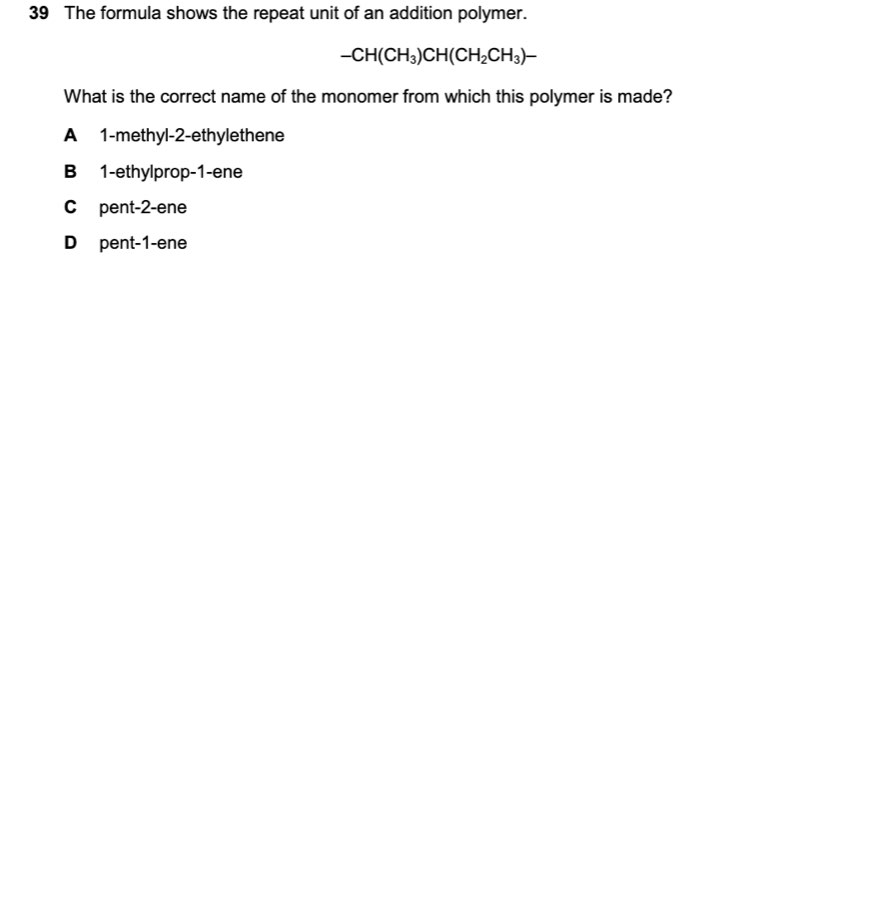 39 The formula shows the repeat unit of an addition polymer.
–CH(CH₃)CH(CH₂CH₃)–
What is the correct name of the monomer from which this polymer is made?
A 1-methyl-2-ethylethene
B 1-ethylprop-1-ene
C pent-2-ene
D pent-1-ene